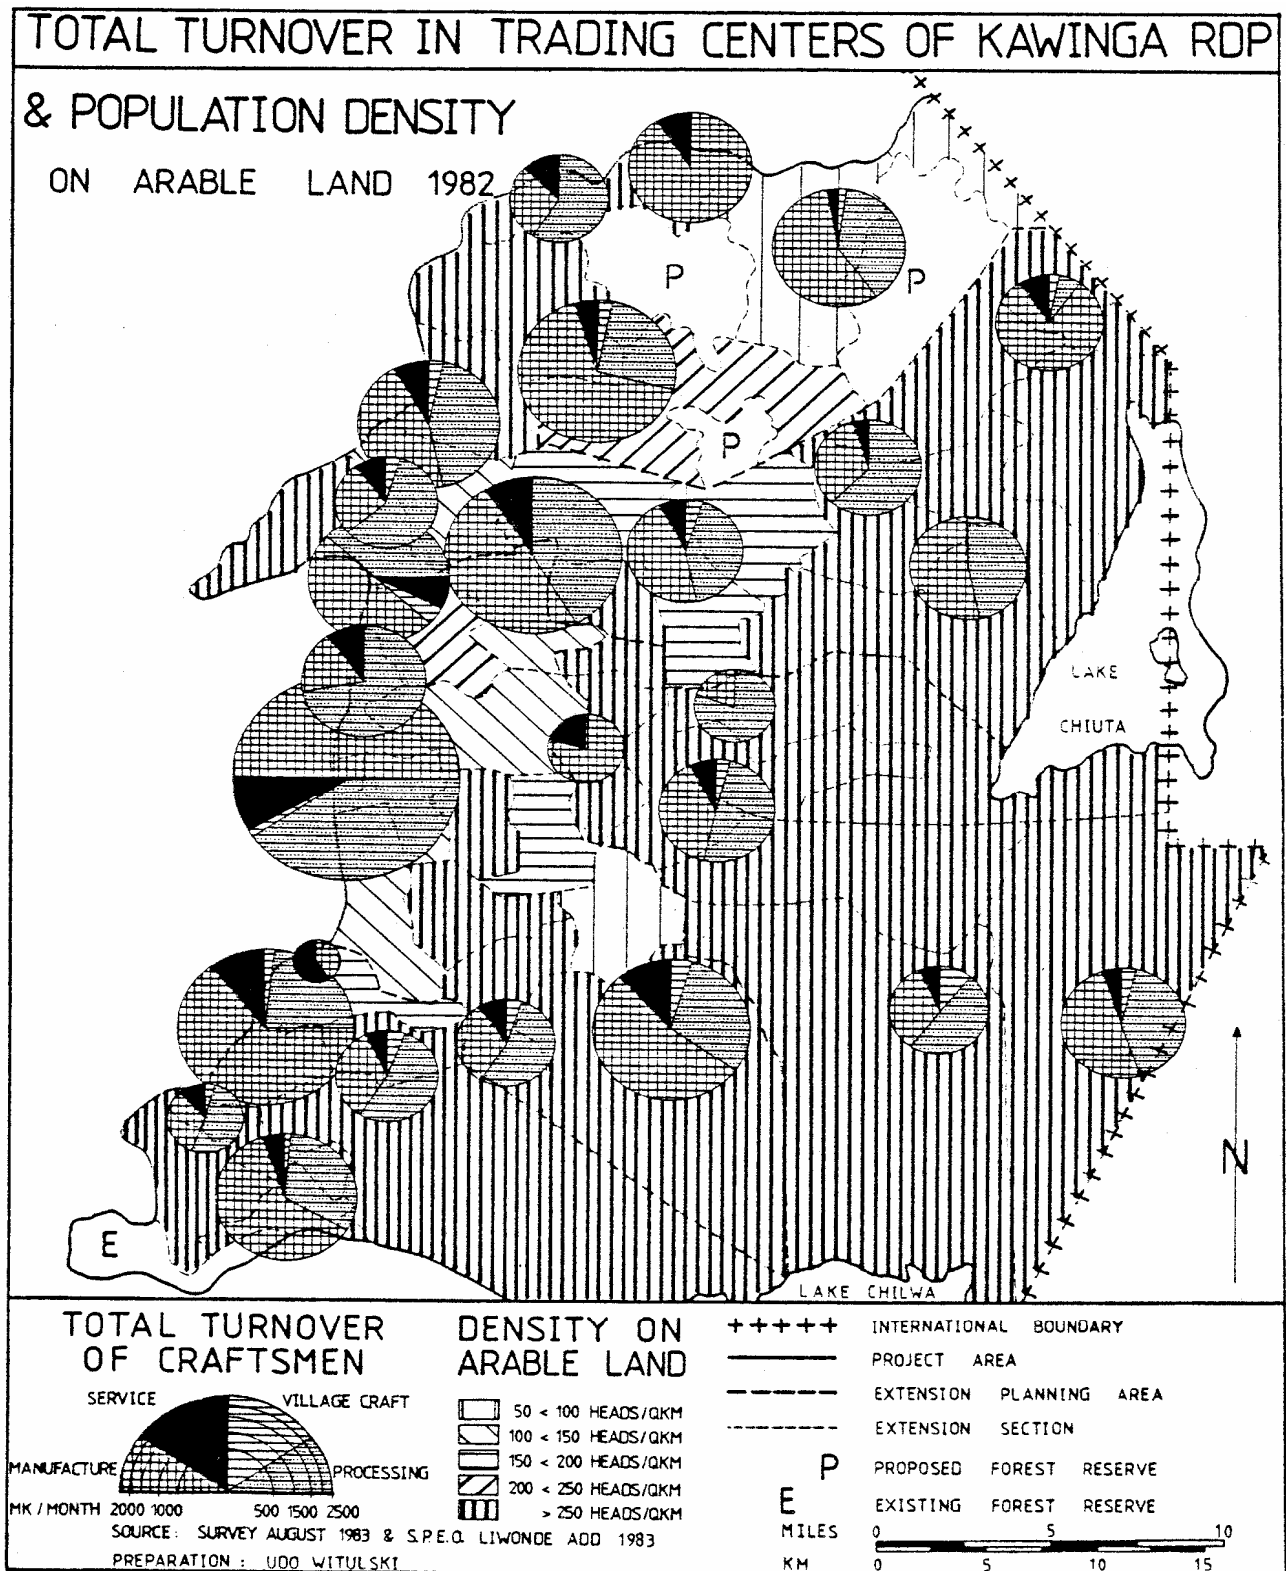 TOTAL TURNOVER IN TRADING CENTERS OF KAWINGA RDP
& POPULATION DENSITY
ON ARABLE LAND 1982
P
P
P
LAKE
CHIUTA
N
E
LAKE CHILWA
TOTAL TURNOVER
OF CRAFTSMEN
SERVICE VILLAGE CRAFT
MANUFACTURE PROCESSING
MK / MONTH 2000 1000 500 1500 2500
SOURCE: SURVEY AUGUST 1983 & S.P.E.O. LIWONDE ADD 1983
PREPARATION : UDO WITULSKI
DENSITY ON
ARABLE LAND
50 < 100 HEADS/QKM
100 < 150 HEADS/QKM
150 < 200 HEADS/QKM
200 < 250 HEADS/QKM
> 250 HEADS/QKM
+++++ INTERNATIONAL BOUNDARY
PROJECT AREA
EXTENSION PLANNING AREA
EXTENSION SECTION
P PROPOSED FOREST RESERVE
E EXISTING FOREST RESERVE
MILES 0 5 10
KM 0 5 10 15